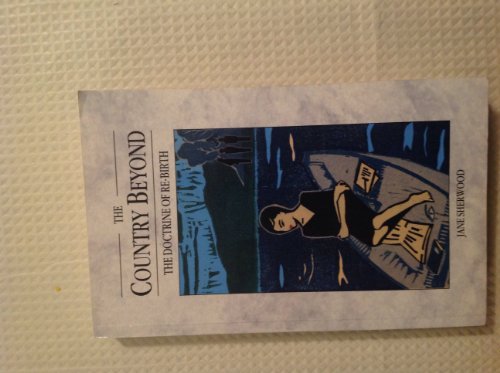 THE
COUNTRY BEYOND
THE DOCTRINE OF RE-BIRTH
JANE SHERWOOD